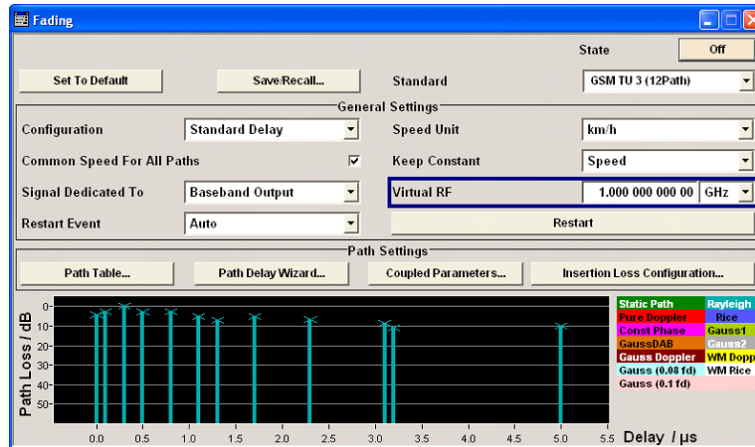 Fading
State Off
Set To Default Save/Recall... Standard GSM TU 3 (12Path)
General Settings
Configuration Standard Delay Speed Unit km/h
Common Speed For All Paths Keep Constant Speed
Signal Dedicated To Baseband Output Virtual RF 1.000 000 000 00 GHz
Restart Event Auto Restart
Path Settings
Path Table... Path Delay Wizard... Coupled Parameters... Insertion Loss Configuration...
Path Loss / dB
0
10
20
30
40
50
0.0 0.5 1.0 1.5 2.0 2.5 3.0 3.5 4.0 4.5 5.0 5.5
Delay / µs
Static Path Rayleigh
Pure Doppler Rice
Const Phase Gauss1
GaussDAB Gauss2
Gauss Doppler WM Dopp
Gauss (0.08 fd) WM Rice
Gauss (0.1 fd)